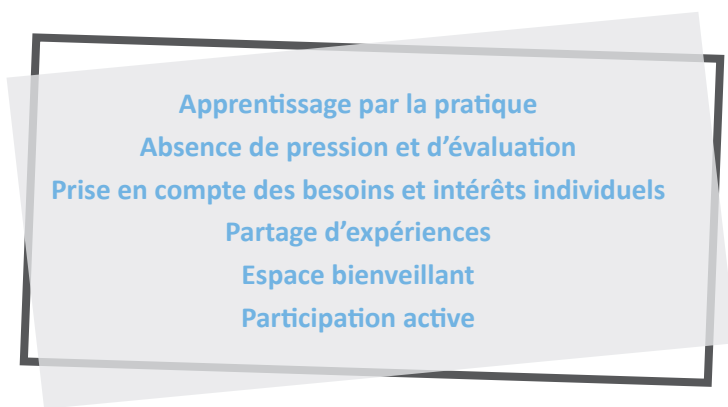 Apprentissage par la pratique
Absence de pression et d'évaluation
Prise en compte des besoins et intérêts individuels
Partage d'expériences
Espace bienveillant
Participation active